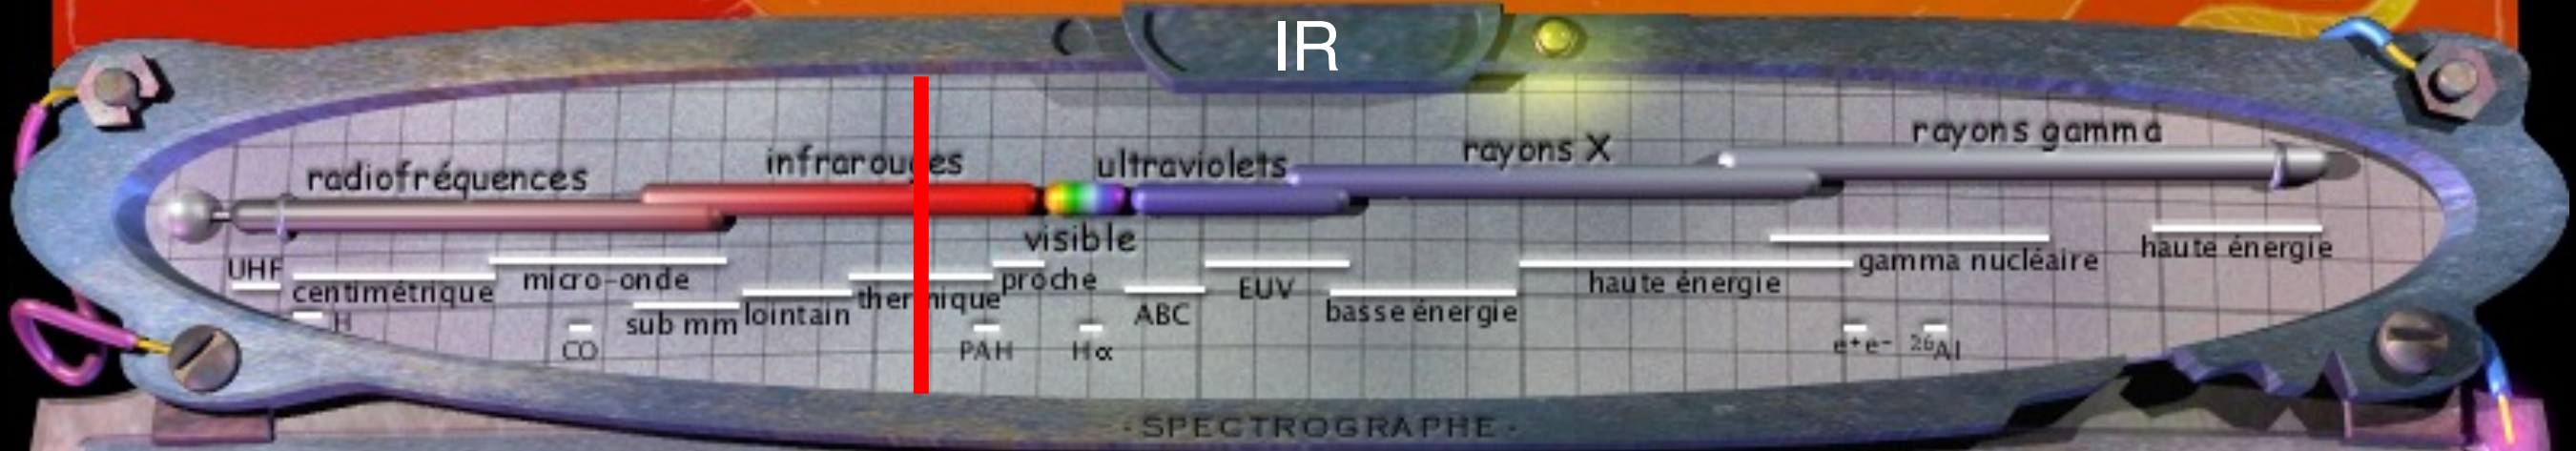 IR
radiofréquences
infrarouges
ultraviolets
rayons X
rayons gamma
visible
UHF
centimétrique
micro-onde
sub mm
lointain
thermique
proche
ABC
EUV
basse énergie
haute énergie
gamma nucléaire
haute énergie
H
CO
PAH
Hα
e⁺e⁻
²⁶Al
· SPECTROGRAPHE ·